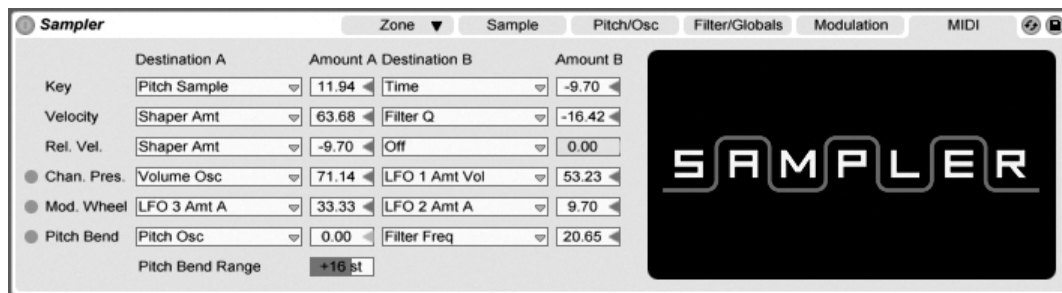 Sampler Zone ▼ Sample Pitch/Osc Filter/Globals Modulation MIDI
Destination A Amount A Destination B Amount B
Key Pitch Sample 11.94 Time -9.70
Velocity Shaper Amt 63.68 Filter Q -16.42
Rel. Vel. Shaper Amt -9.70 Off 0.00
Chan. Pres. Volume Osc 71.14 LFO 1 Amt Vol 53.23
Mod. Wheel LFO 3 Amt A 33.33 LFO 2 Amt A 9.70
Pitch Bend Pitch Osc 0.00 Filter Freq 20.65
Pitch Bend Range +16 st
SAMPLER